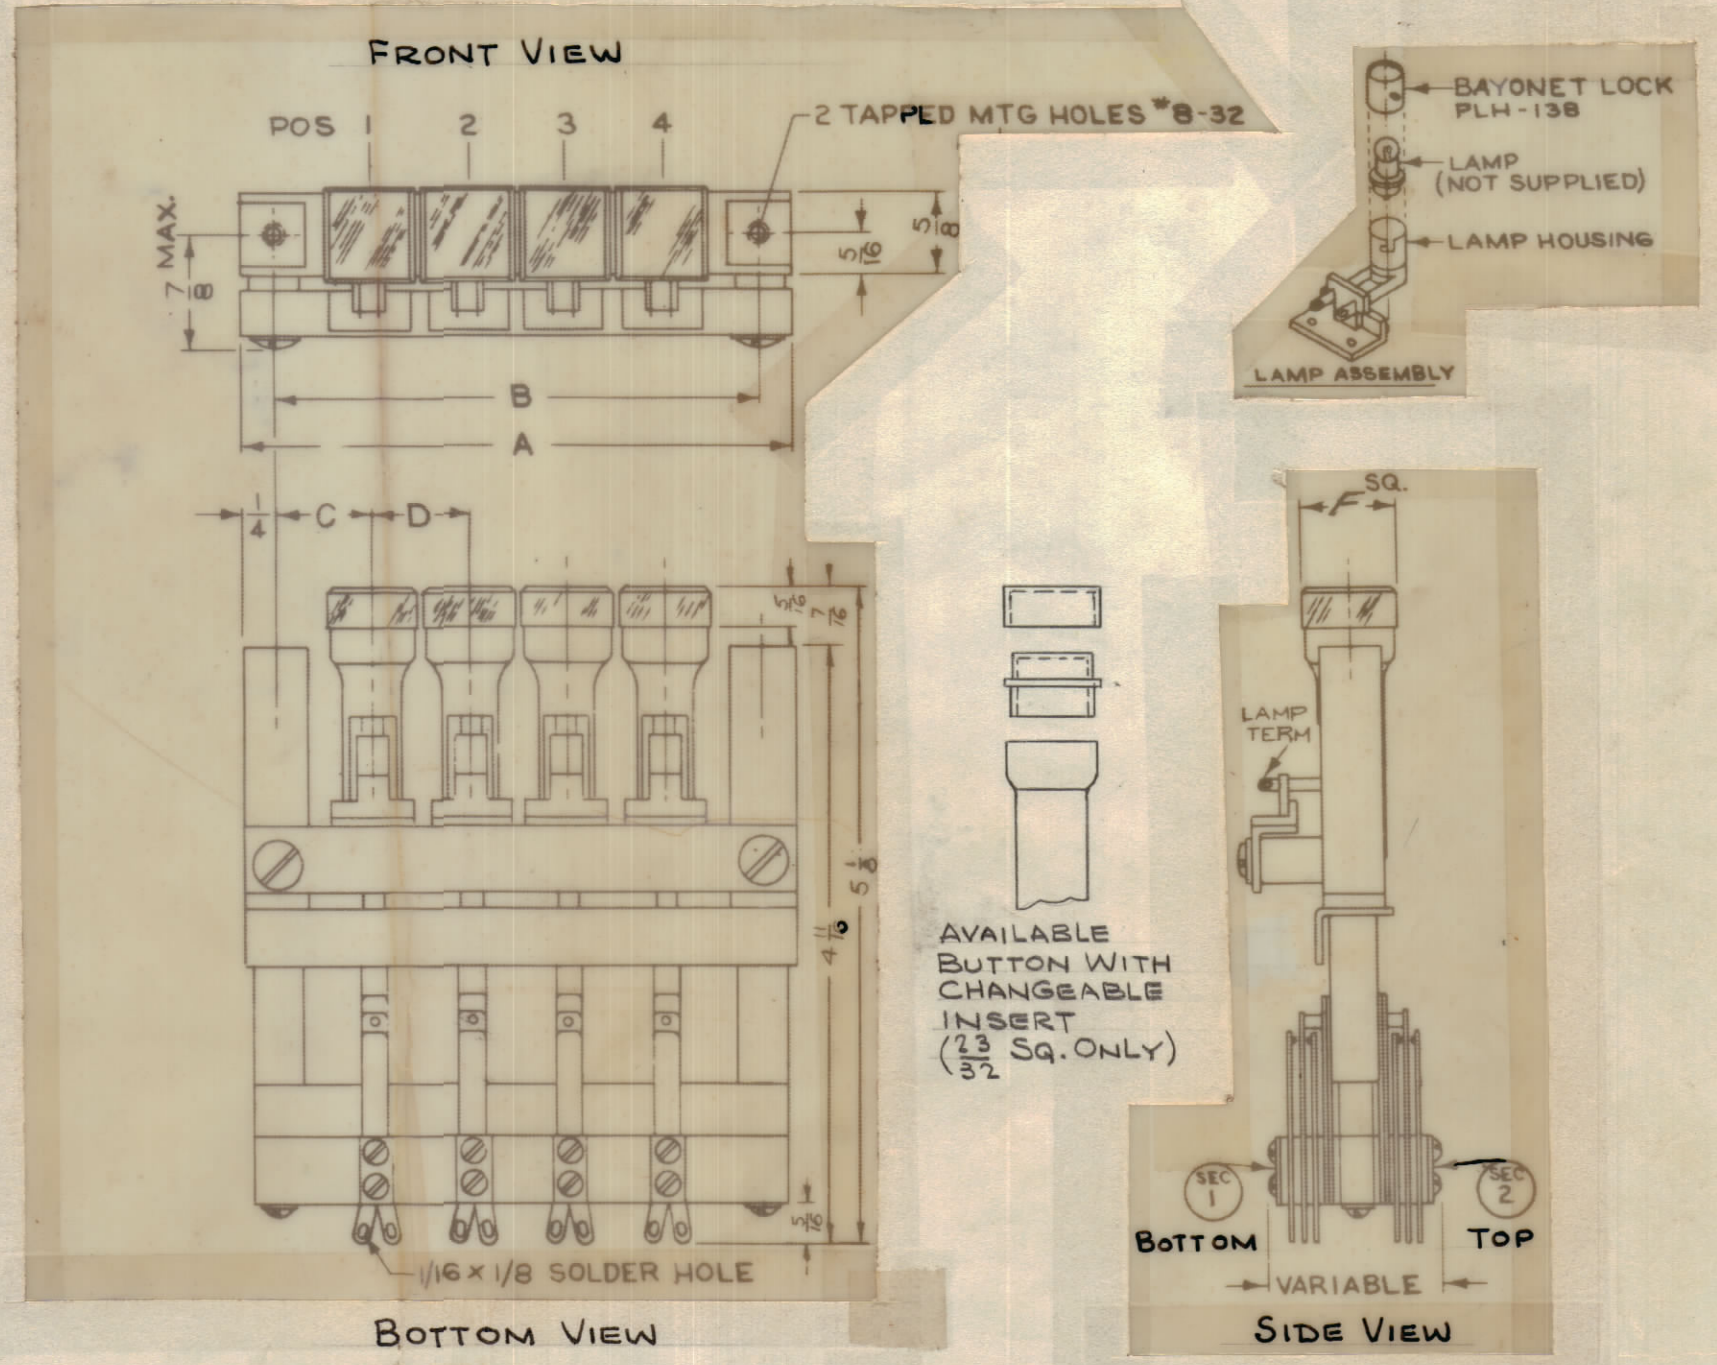 FRONT VIEW
POS 1 2 3 4
2 TAPPED MTG HOLES #8-32
7/8 MAX.
5/16
5/8
B
A
1/4
C
D
5/16
7/16
4 11/16
5 1/8
5/16
1/16 x 1/8 SOLDER HOLE
BOTTOM VIEW
BAYONET LOCK
PLH-138
LAMP
(NOT SUPPLIED)
LAMP HOUSING
LAMP ASSEMBLY
AVAILABLE
BUTTON WITH
CHANGEABLE
INSERT
(23/32 SQ. ONLY)
SQ.
F
LAMP
TERM
SEC
1
SEC
2
BOTTOM
TOP
VARIABLE
SIDE VIEW